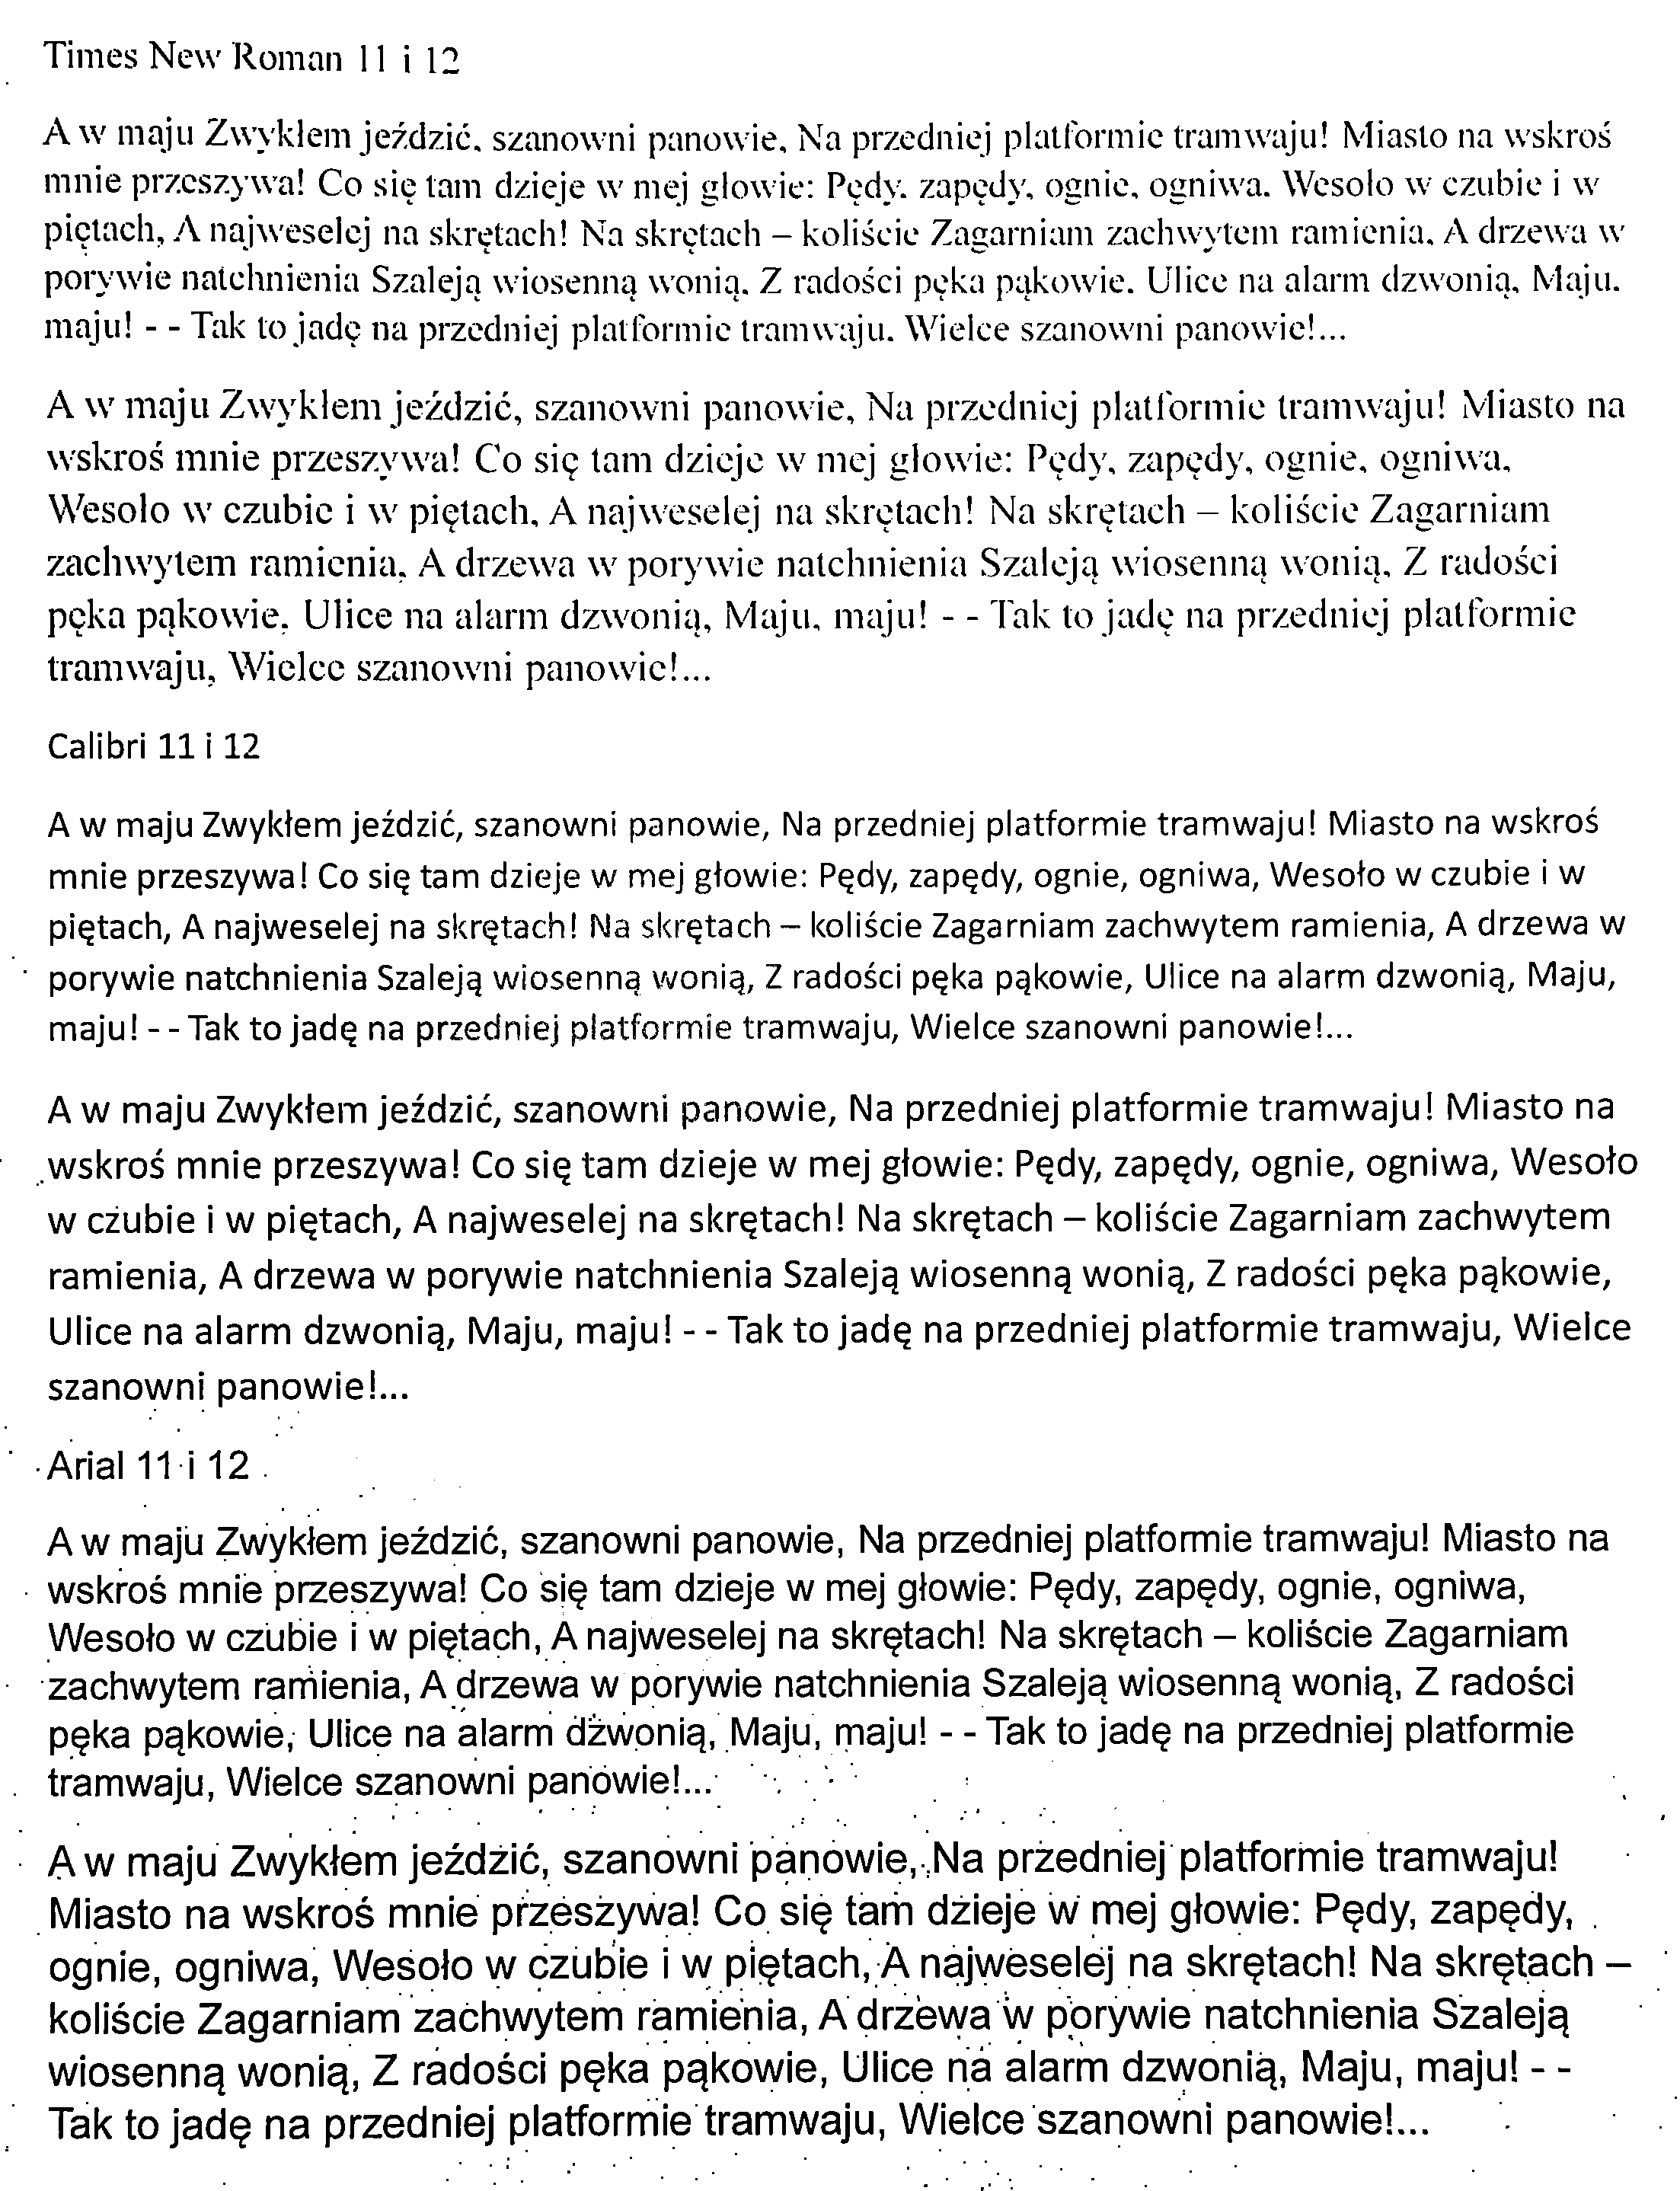 Times New Roman 11 i 12
A w maju Zwykłem jeździć, szanowni panowie, Na przedniej platformie tramwaju! Miasto na wskroś
mnie przeszywa! Co się tam dzieje w mej głowie: Pędy, zapędy, ognie, ogniwa, Wesoło w czubie i w
piętach, A najweselej na skrętach! Na skrętach – koliście Zagarniam zachwytem ramienia, A drzewa w
porywie natchnienia Szaleją wiosenną wonią, Z radości pęka pąkowie, Ulice na alarm dzwonią, Maju,
maju! - - Tak to jadę na przedniej platformie tramwaju, Wielce szanowni panowie!...
A w maju Zwykłem jeździć, szanowni panowie, Na przedniej platformie tramwaju! Miasto na
wskroś mnie przeszywa! Co się tam dzieje w mej głowie: Pędy, zapędy, ognie, ogniwa,
Wesoło w czubie i w piętach, A najweselej na skrętach! Na skrętach – koliście Zagarniam
zachwytem ramienia, A drzewa w porywie natchnienia Szaleją wiosenną wonią, Z radości
pęka pąkowie, Ulice na alarm dzwonią, Maju, maju! - - Tak to jadę na przedniej platformie
tramwaju, Wielce szanowni panowie!...
Calibri 11 i 12
A w maju Zwykłem jeździć, szanowni panowie, Na przedniej platformie tramwaju! Miasto na wskroś
mnie przeszywa! Co się tam dzieje w mej głowie: Pędy, zapędy, ognie, ogniwa, Wesoło w czubie i w
piętach, A najweselej na skrętach! Na skrętach – koliście Zagarniam zachwytem ramienia, A drzewa w
porywie natchnienia Szaleją wiosenną wonią, Z radości pęka pąkowie, Ulice na alarm dzwonią, Maju,
maju! - - Tak to jadę na przedniej platformie tramwaju, Wielce szanowni panowie!...
A w maju Zwykłem jeździć, szanowni panowie, Na przedniej platformie tramwaju! Miasto na
wskroś mnie przeszywa! Co się tam dzieje w mej głowie: Pędy, zapędy, ognie, ogniwa, Wesoło
w czubie i w piętach, A najweselej na skrętach! Na skrętach – koliście Zagarniam zachwytem
ramienia, A drzewa w porywie natchnienia Szaleją wiosenną wonią, Z radości pęka pąkowie,
Ulice na alarm dzwonią, Maju, maju! - - Tak to jadę na przedniej platformie tramwaju, Wielce
szanowni panowie!...
Arial 11 i 12
A w maju Zwykłem jeździć, szanowni panowie, Na przedniej platformie tramwaju! Miasto na
wskroś mnie przeszywa! Co się tam dzieje w mej głowie: Pędy, zapędy, ognie, ogniwa,
Wesoło w czubie i w piętach, A najweselej na skrętach! Na skrętach – koliście Zagarniam
zachwytem ramienia, A drzewa w porywie natchnienia Szaleją wiosenną wonią, Z radości
pęka pąkowie, Ulice na alarm dzwonią, Maju, maju! - - Tak to jadę na przedniej platformie
tramwaju, Wielce szanowni panowie!...
A w maju Zwykłem jeździć, szanowni panowie, Na przedniej platformie tramwaju!
Miasto na wskroś mnie przeszywa! Co się tam dzieje w mej głowie: Pędy, zapędy,
ognie, ogniwa, Wesoło w czubie i w piętach, A najweselej na skrętach! Na skrętach –
koliście Zagarniam zachwytem ramienia, A drzewa w porywie natchnienia Szaleją
wiosenną wonią, Z radości pęka pąkowie, Ulice na alarm dzwonią, Maju, maju! - -
Tak to jadę na przedniej platformie tramwaju, Wielce szanowni panowie!...